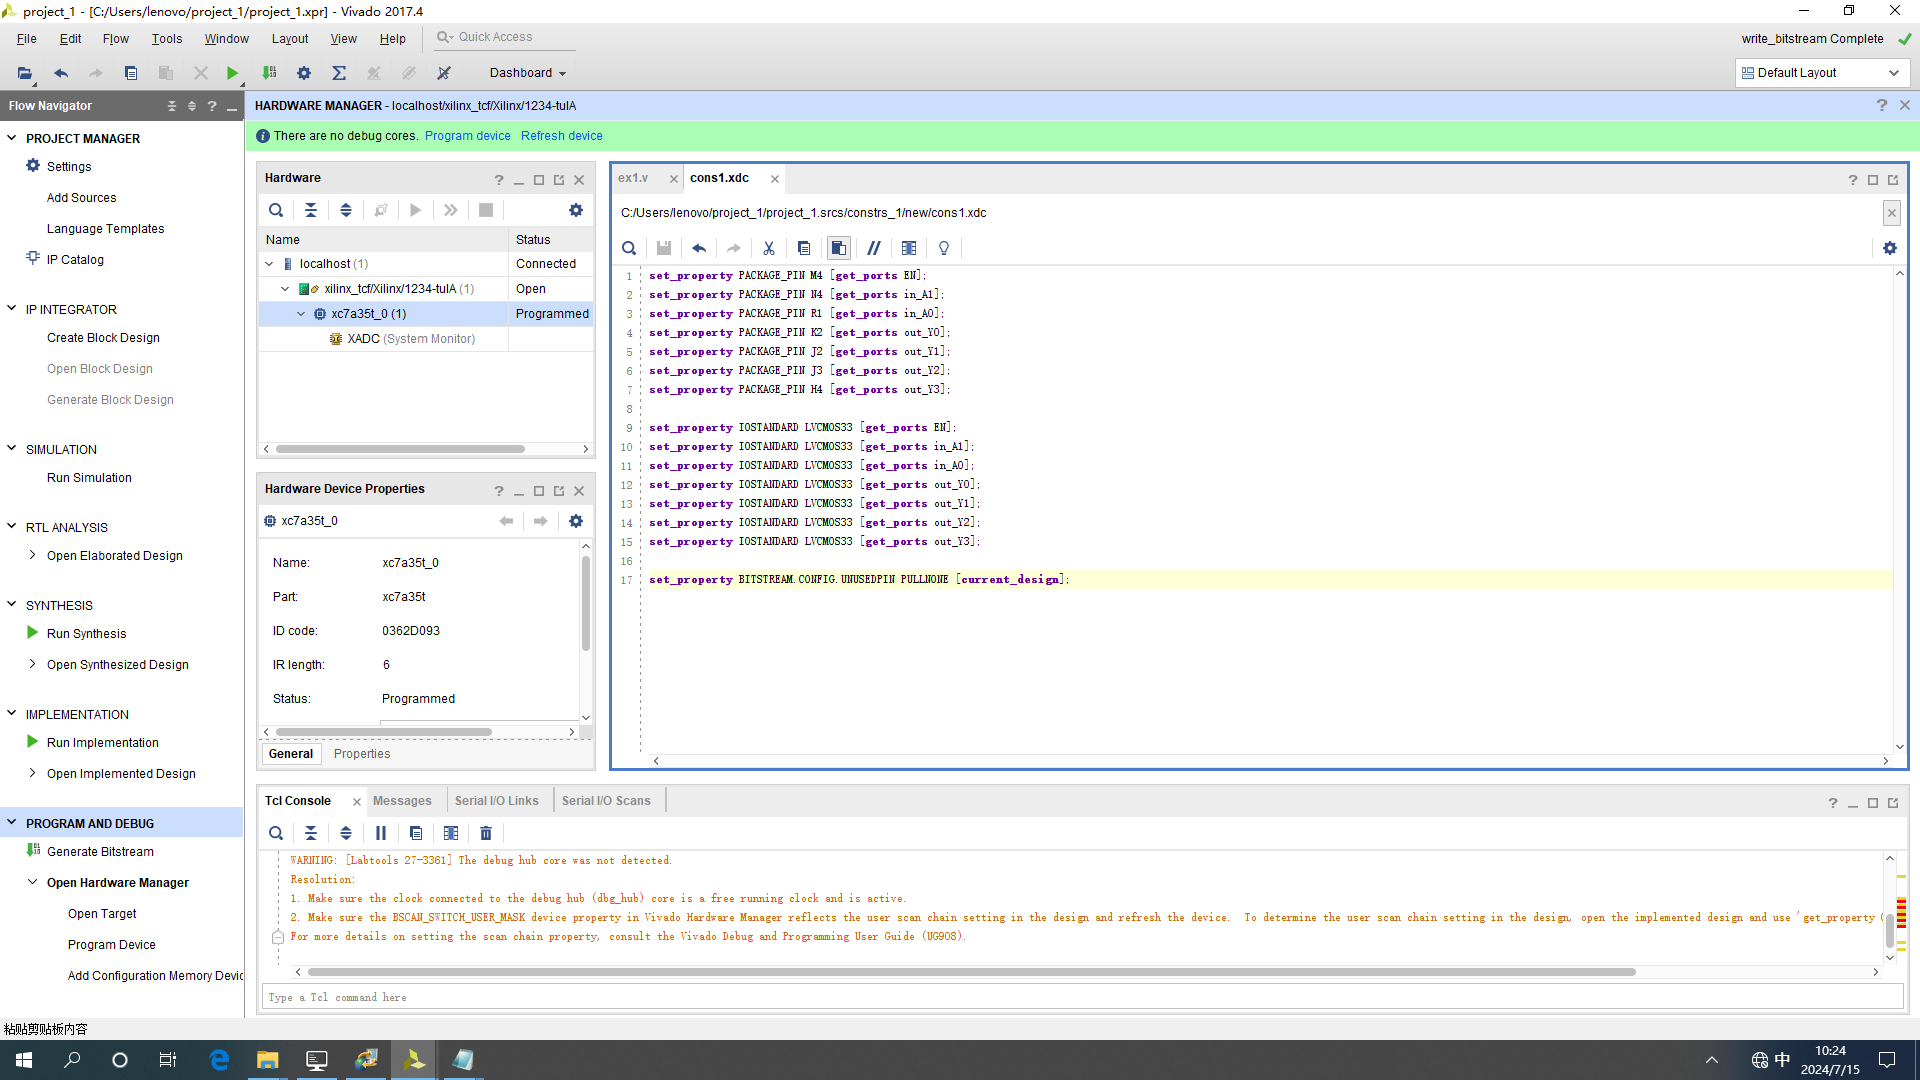 project_1 - [C:/Users/lenovo/project_1/project_1.xpr] - Vivado 2017.4
File Edit Flow Tools Window Layout View Help Quick Access
write_bitstream Complete
Dashboard
Default Layout
Flow Navigator
PROJECT MANAGER
Settings
Add Sources
Language Templates
IP Catalog
IP INTEGRATOR
Create Block Design
Open Block Design
Generate Block Design
SIMULATION
Run Simulation
RTL ANALYSIS
Open Elaborated Design
SYNTHESIS
Run Synthesis
Open Synthesized Design
IMPLEMENTATION
Run Implementation
Open Implemented Design
PROGRAM AND DEBUG
Generate Bitstream
Open Hardware Manager
Open Target
Program Device
Add Configuration Memory Devic
HARDWARE MANAGER - localhost/xilinx_tcf/Xilinx/1234-tulA
There are no debug cores. Program device Refresh device
Hardware
Name Status
localhost (1) Connected
xilinx_tcf/Xilinx/1234-tulA (1) Open
xc7a35t_0 (1) Programmed
XADC (System Monitor)
Hardware Device Properties
xc7a35t_0
Name: xc7a35t_0
Part: xc7a35t
ID code: 0362D093
IR length: 6
Status: Programmed
General Properties
ex1.v cons1.xdc
C:/Users/lenovo/project_1/project_1.srcs/constrs_1/new/cons1.xdc
1 set_property PACKAGE_PIN M4 [get_ports EN];
2 set_property PACKAGE_PIN N4 [get_ports in_A1];
3 set_property PACKAGE_PIN R1 [get_ports in_A0];
4 set_property PACKAGE_PIN K2 [get_ports out_Y0];
5 set_property PACKAGE_PIN J2 [get_ports out_Y1];
6 set_property PACKAGE_PIN J3 [get_ports out_Y2];
7 set_property PACKAGE_PIN H4 [get_ports out_Y3];
8
9 set_property IOSTANDARD LVCMOS33 [get_ports EN];
10 set_property IOSTANDARD LVCMOS33 [get_ports in_A1];
11 set_property IOSTANDARD LVCMOS33 [get_ports in_A0];
12 set_property IOSTANDARD LVCMOS33 [get_ports out_Y0];
13 set_property IOSTANDARD LVCMOS33 [get_ports out_Y1];
14 set_property IOSTANDARD LVCMOS33 [get_ports out_Y2];
15 set_property IOSTANDARD LVCMOS33 [get_ports out_Y3];
16
17 set_property BITSTREAM.CONFIG.UNUSEDPIN PULLNONE [current_design];
Tcl Console Messages Serial I/O Links Serial I/O Scans
WARNING: [Labtools 27-3361] The debug hub core was not detected.
Resolution:
1. Make sure the clock connected to the debug hub (dbg_hub) core is a free running clock and is active.
2. Make sure the BSCAN_SWITCH_USER_MASK device property in Vivado Hardware Manager reflects the user scan chain setting in the design and refresh the device.  To determine the user scan chain setting in the design, open the implemented design and use 'get_property
For more details on setting the scan chain property, consult the Vivado Debug and Programming User Guide (UG908).
Type a Tcl command here
粘贴剪贴板内容
中
10:24
2024/7/15